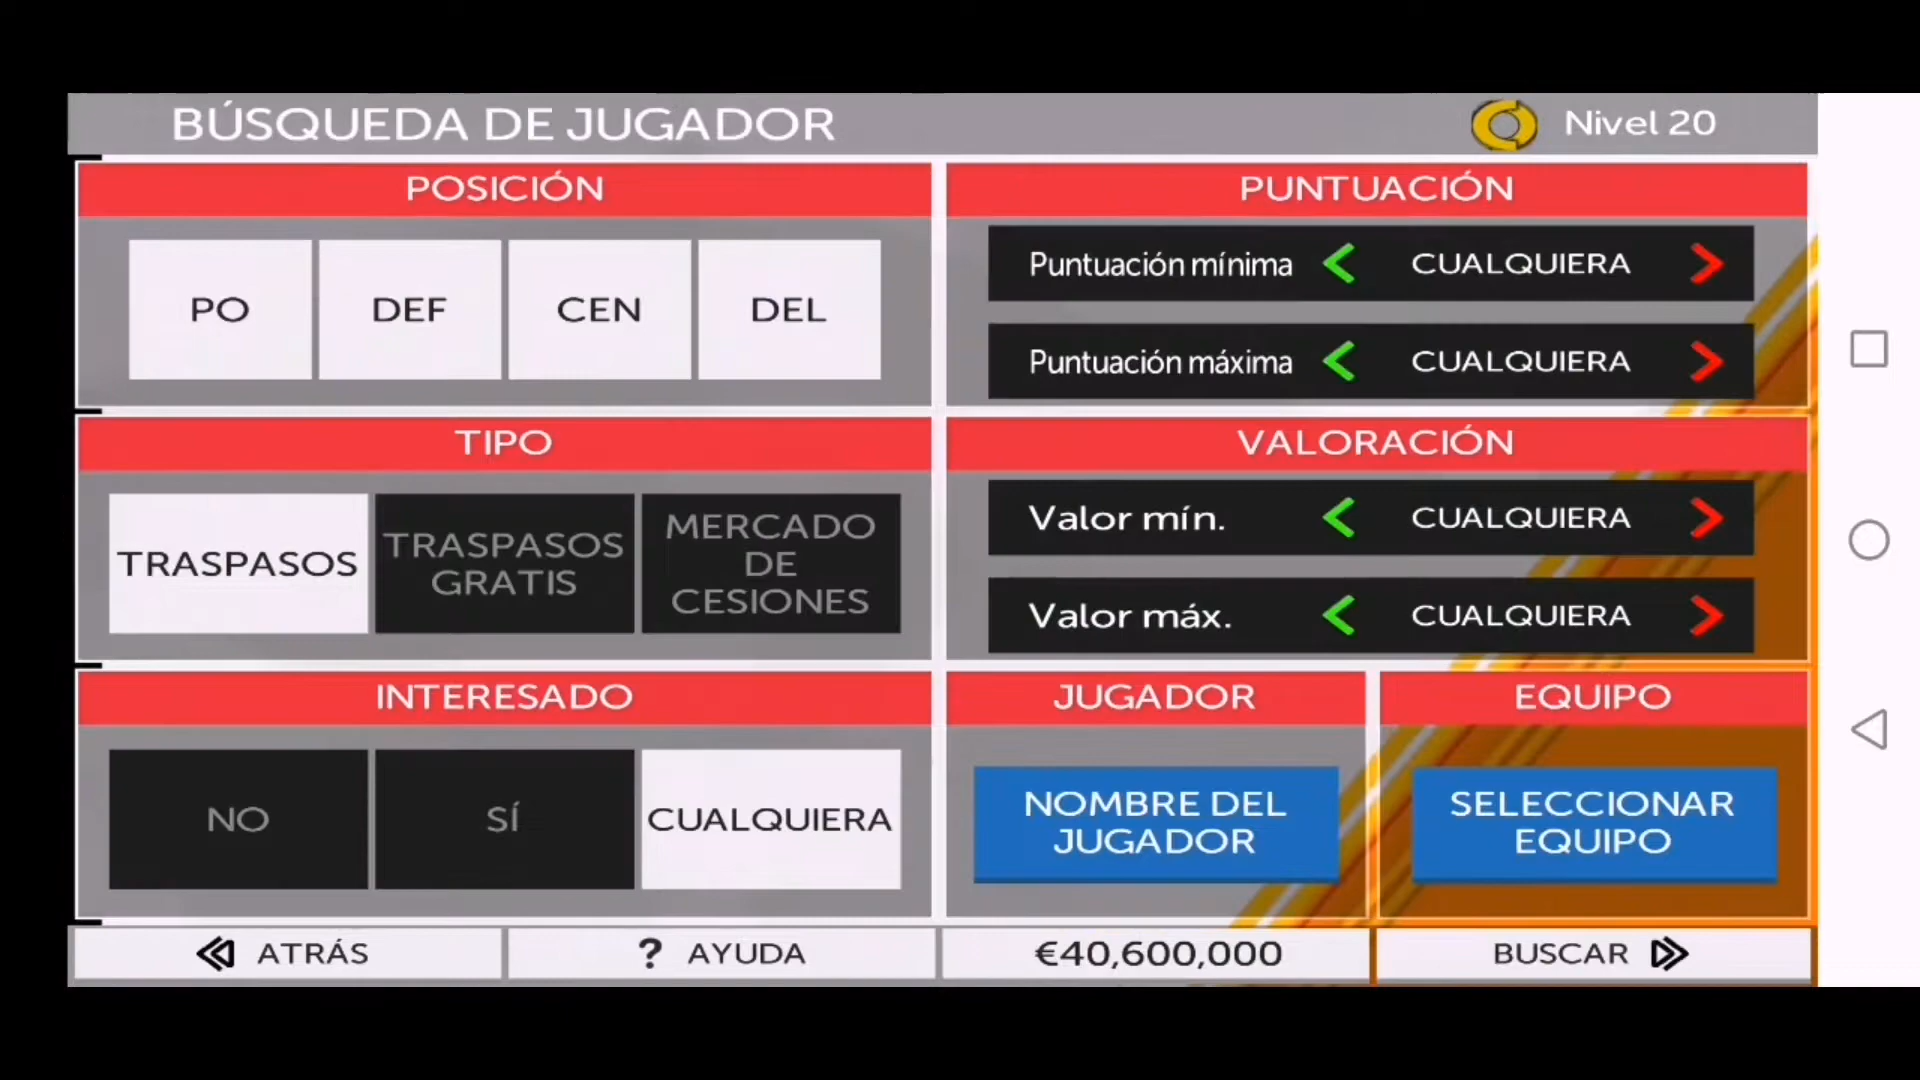 BÚSQUEDA DE JUGADOR
Nivel 20
POSICIÓN
PO
DEF
CEN
DEL
PUNTUACIÓN
Puntuación mínima
CUALQUIERA
Puntuación máxima
CUALQUIERA
TIPO
TRASPASOS
TRASPASOS
GRATIS
MERCADO
DE
CESIONES
VALORACIÓN
Valor mín.
CUALQUIERA
Valor máx.
CUALQUIERA
INTERESADO
NO
SÍ
CUALQUIERA
JUGADOR
NOMBRE DEL
JUGADOR
EQUIPO
SELECCIONAR
EQUIPO
ATRÁS
? AYUDA
€40,600,000
BUSCAR